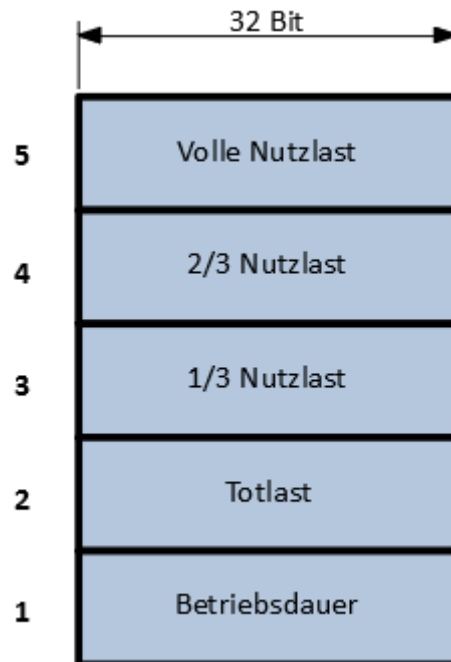 32 Bit
5 Volle Nutzlast
4 2/3 Nutzlast
3 1/3 Nutzlast
2 Totlast
1 Betriebsdauer